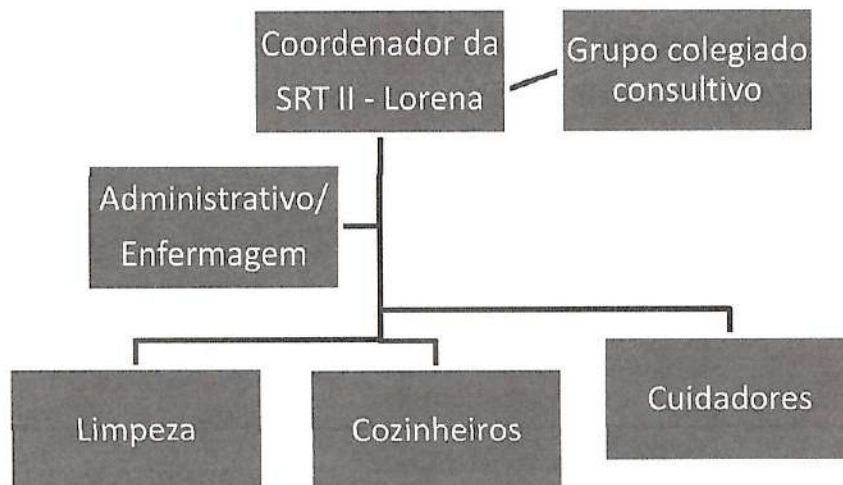 Coordenador da
SRT II - Lorena
Grupo colegiado
consultivo
Administrativo/
Enfermagem
Limpeza
Cozinheiros
Cuidadores